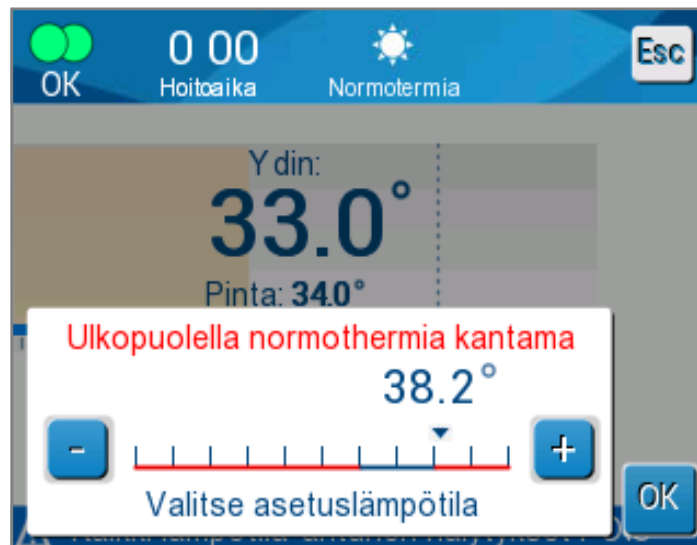 OK
0 00
Hoitoaika
Normotermia
Esc
Ydin:
33.0°
Pinta: 34.0°
Ulkopuolella normothermia kantama
38.2°
-
+
Valitse asetuslämpötila
OK